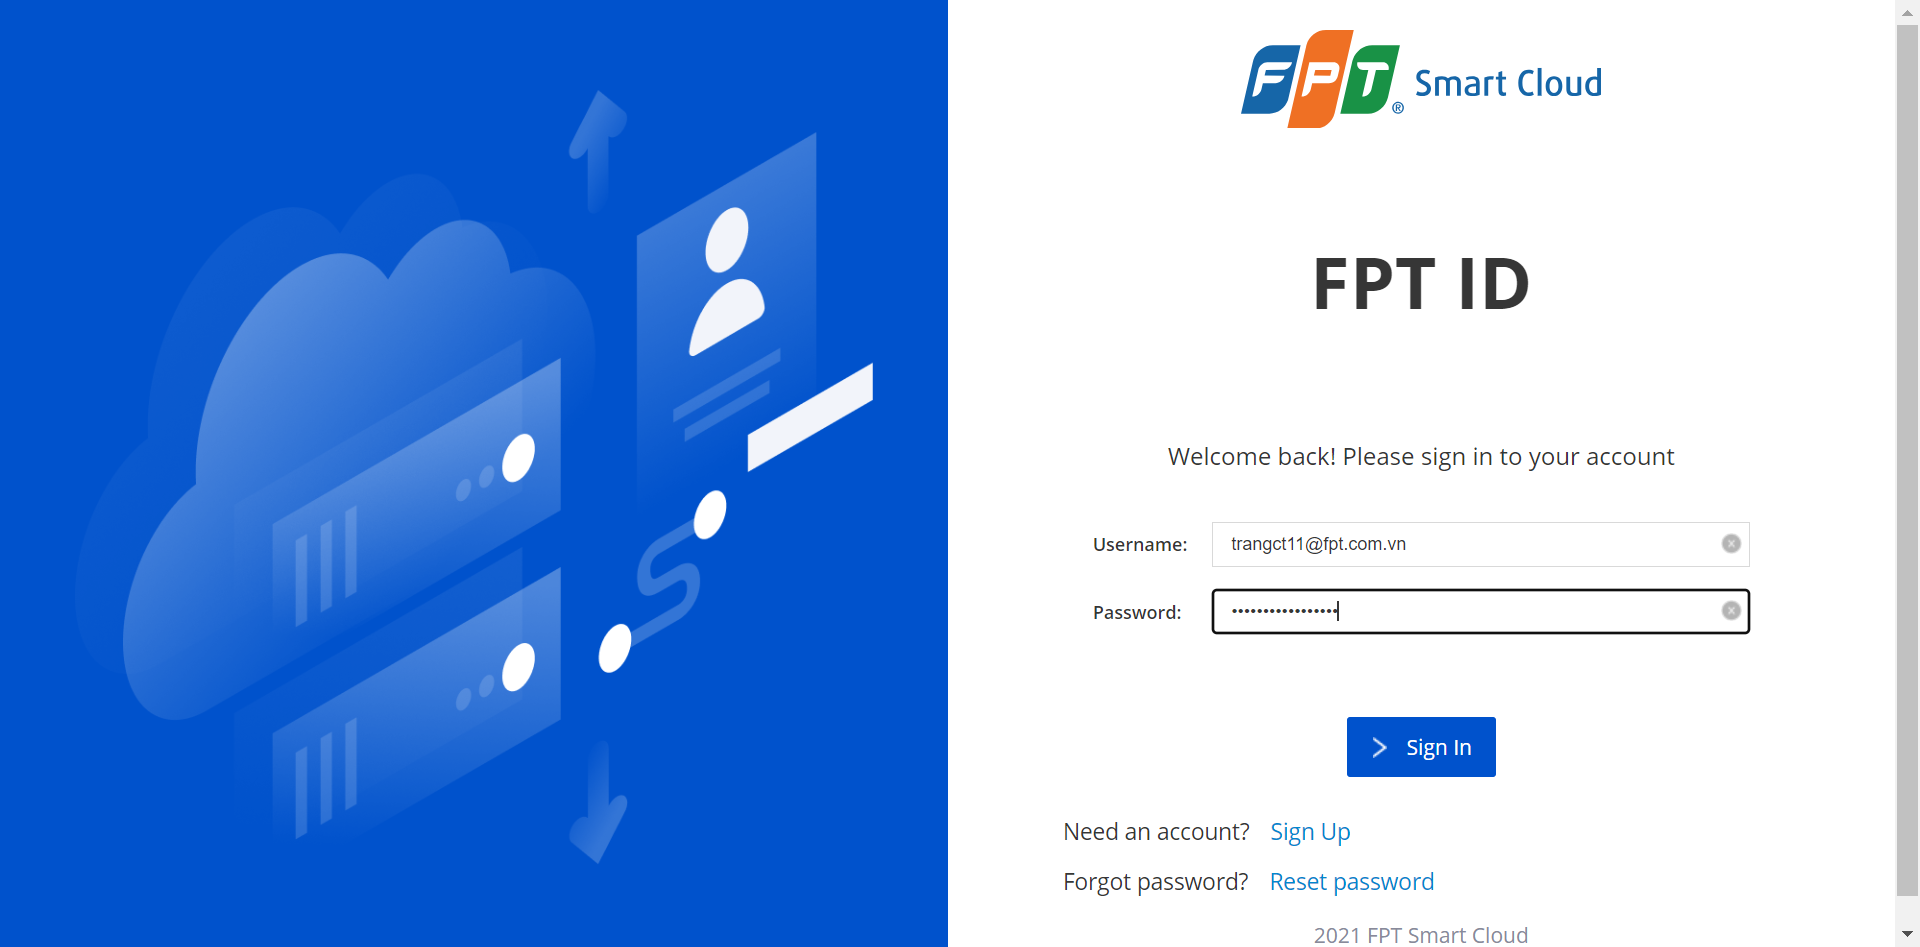 FPT® Smart Cloud
FPT ID
Welcome back! Please sign in to your account
Username: trangct11@fpt.com.vn
Password: •••••••••••••••••
Sign In
Need an account? Sign Up
Forgot password? Reset password
2021 FPT Smart Cloud